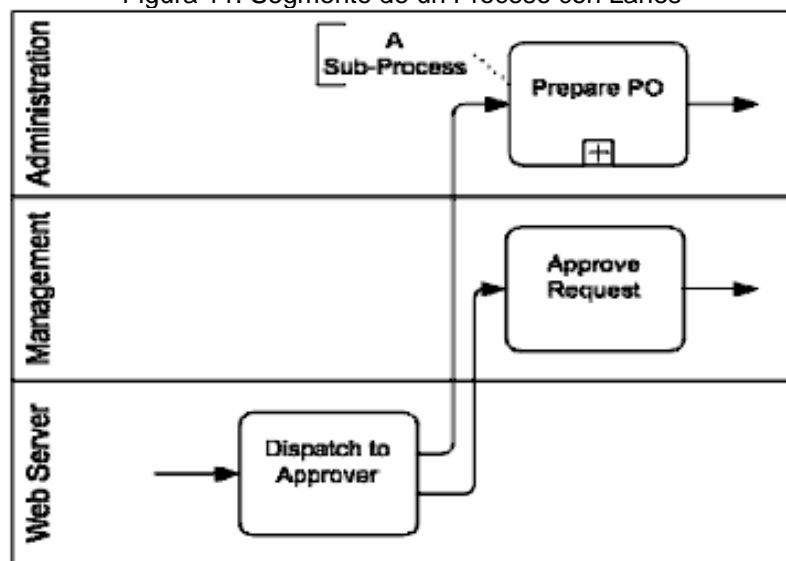 Figura 11. Segmento de un Proceso con Lanes
Administration
A
Sub-Process
Prepare PO
Management
Approve
Request
Web Server
Dispatch to
Approver